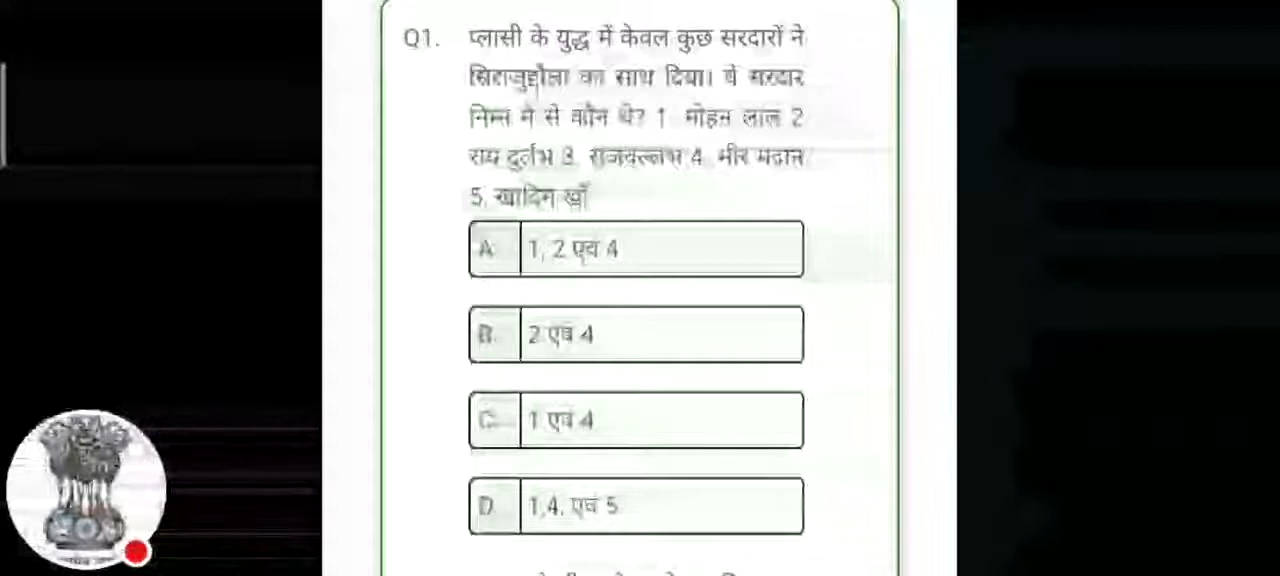 Q1. प्लासी के युद्ध में केवल कुछ सरदारों ने
सिराजुद्दौला का साथ दिया। वे सरदार
निम्न में से कौन थे? 1. मोहन लाल 2
राय दुर्लभ 3. राजवल्लभ 4. मीर मदान
5. खादिम खाँ
A. 1, 2 एवं 4
B. 2 एवं 4
C. 1 एवं 4
D. 1,4, एवं 5